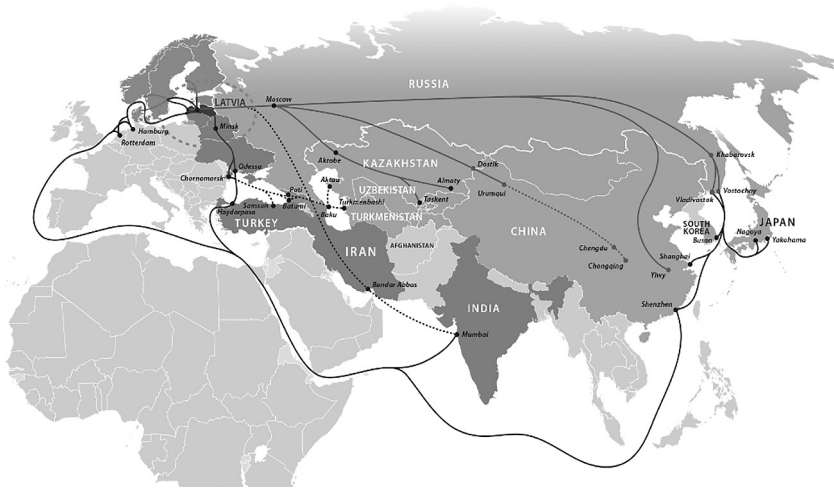 RUSSIA
LATVIA
Moscow
Minsk
Hamburg
Rotterdam
Odessa
Chornomorsk
Haydarpasa
Samsun
Poti
Batumi
TURKEY
Aktobe
KAZAKHSTAN
Aktau
UZBEKISTAN
Almaty
Taskent
Turkmenbashi
Baku
TURKMENISTAN
Dostik
Urumqui
IRAN
AFGHANISTAN
Bandar Abbas
INDIA
Mumbai
CHINA
Chengdu
Chongqing
Yiwy
Shanghai
Shenzhen
Khabarovsk
Vostochny
Vladivostok
SOUTH
KOREA
Busan
JAPAN
Nagoya
Yakohama